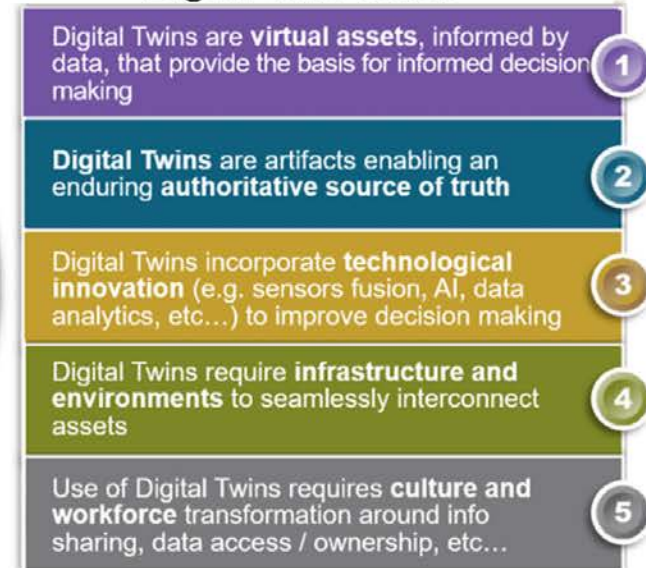 Digital Twins are virtual assets, informed by
data, that provide the basis for informed decision
making
1
Digital Twins are artifacts enabling an
enduring authoritative source of truth
2
Digital Twins incorporate technological
innovation (e.g. sensors fusion, AI, data
analytics, etc...) to improve decision making
3
Digital Twins require infrastructure and
environments to seamlessly interconnect
assets
4
Use of Digital Twins requires culture and
workforce transformation around info
sharing, data access / ownership, etc...
5